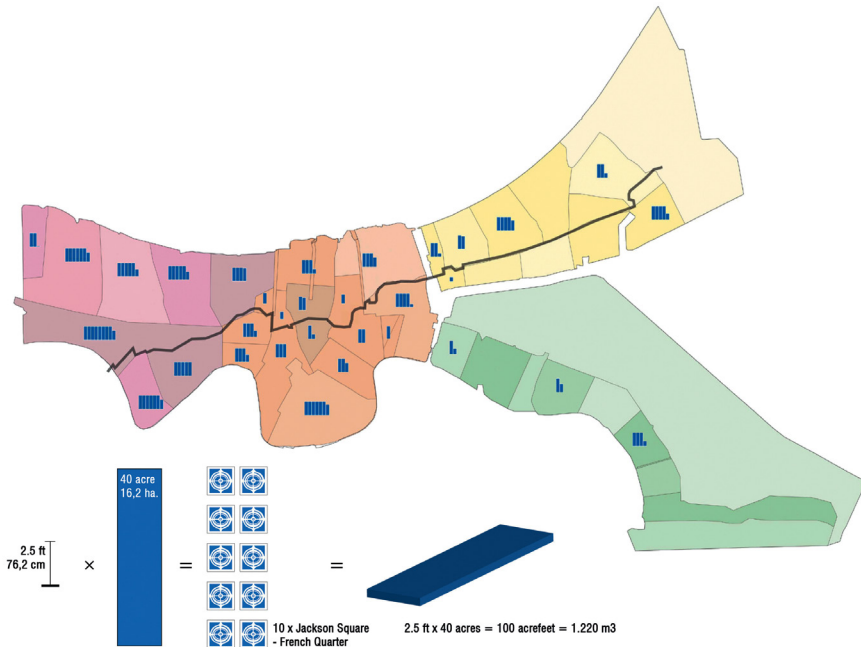 40 acre
16,2 ha.
2.5 ft
76,2 cm
×
=
=
10 x Jackson Square
- French Quarter
2.5 ft x 40 acres = 100 acrefeet = 1.220 m3